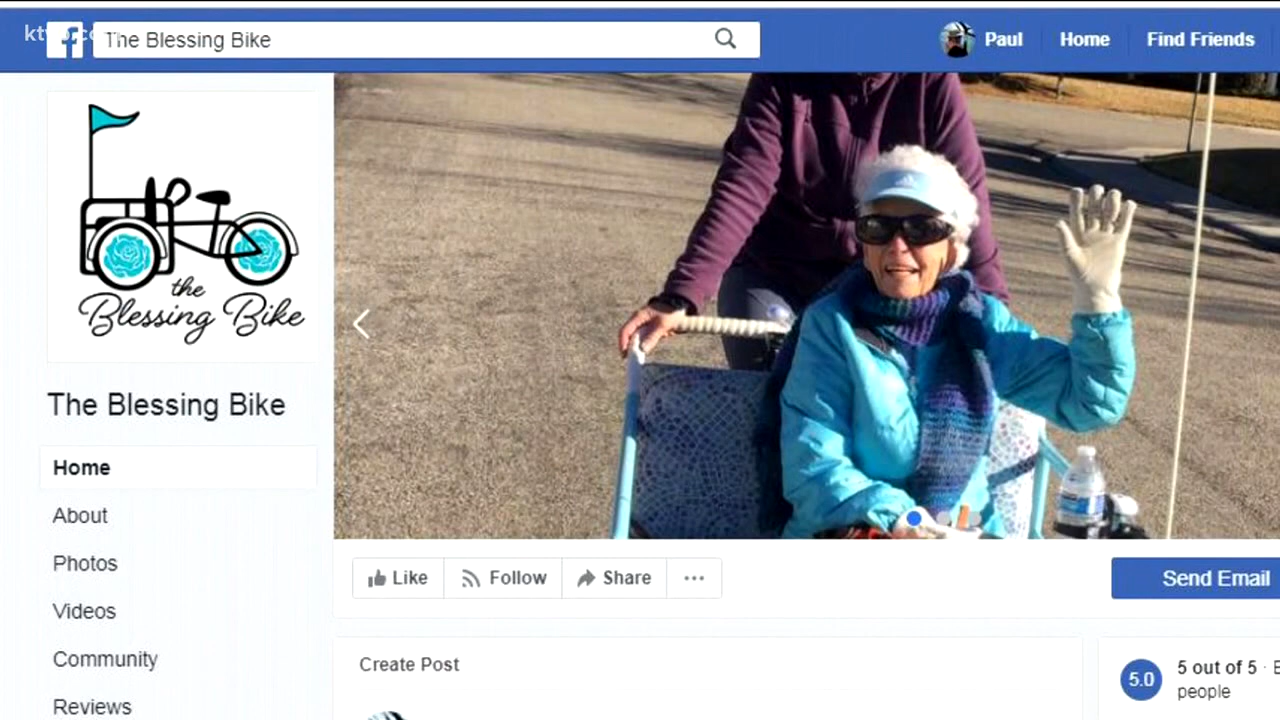 The Blessing Bike
Paul
Home
Find Friends
the
Blessing Bike
The Blessing Bike
Home
About
Photos
Videos
Community
Reviews
Like
Follow
Share
Send Email
Create Post
5.0
5 out of 5 ·
people